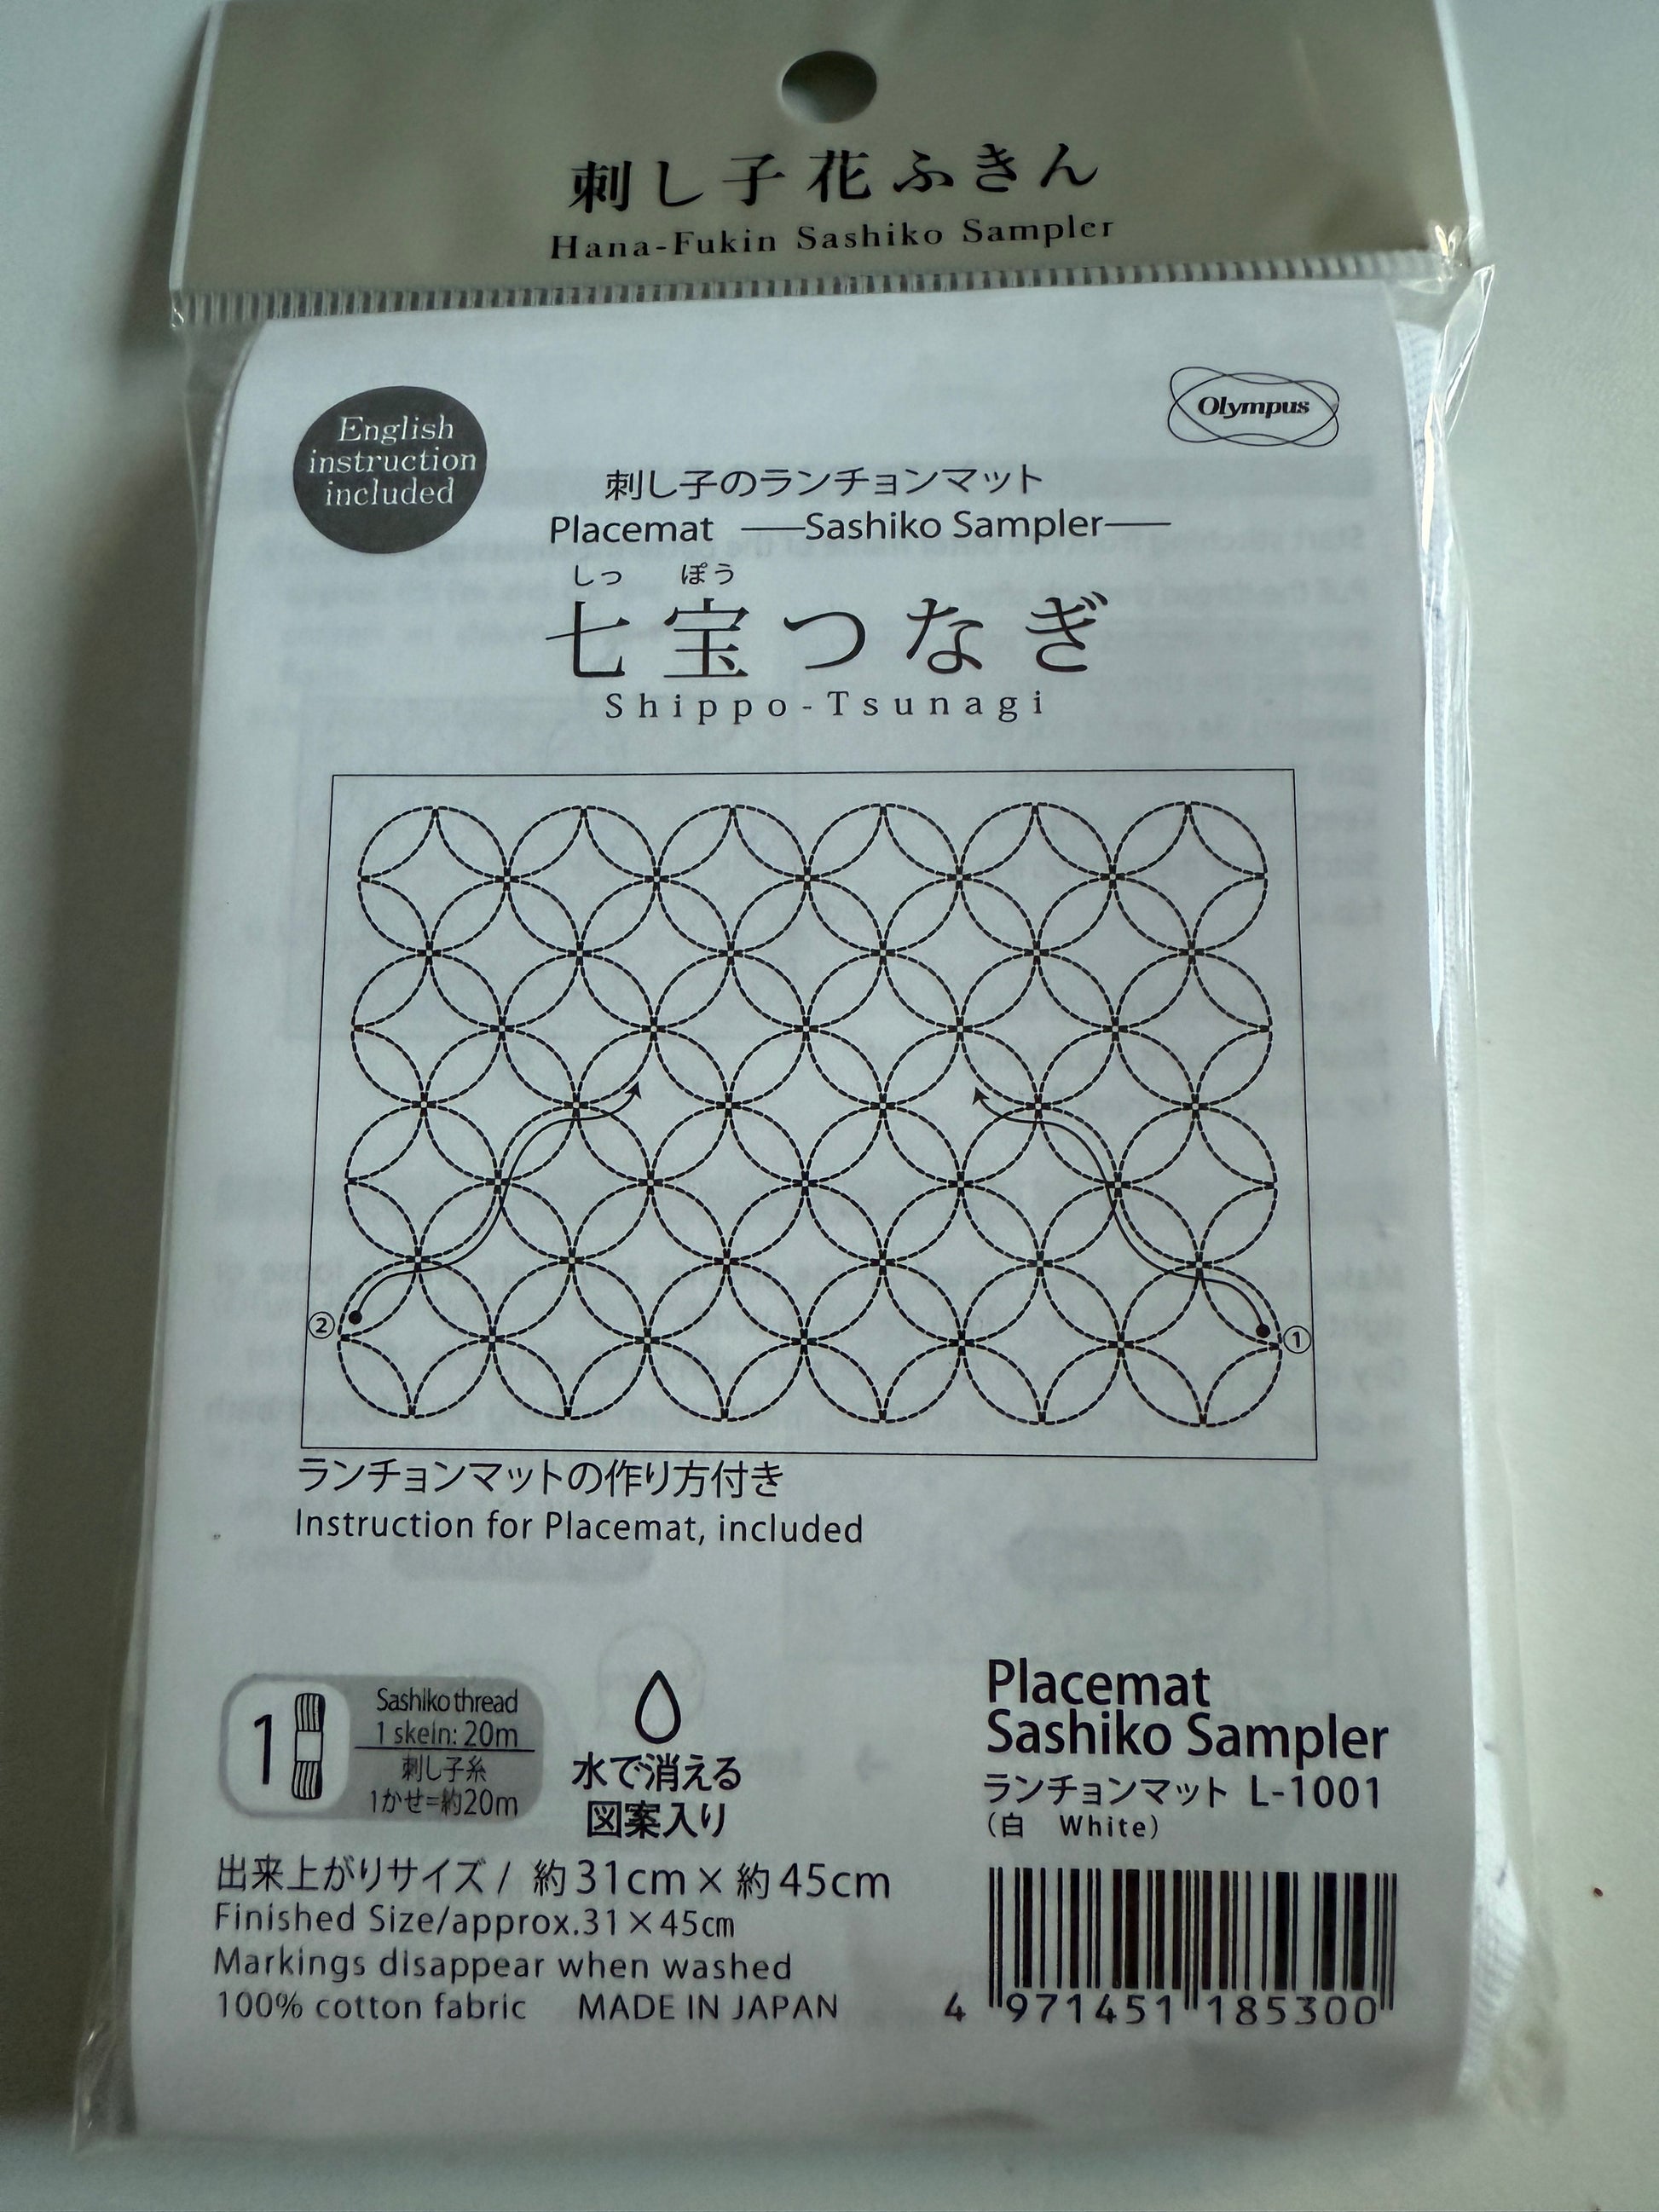 刺し子花ふきん
Hana-Fukin Sashiko Sampler
English
instruction
included
Olympus
刺し子のランチョンマット
Placemat —Sashiko Sampler—
しっ ぽう
七宝つなぎ
Shippo-Tsunagi
②
①
ランチョンマットの作り方付き
Instruction for Placemat, included
1
Sashiko thread
1 skein: 20m
刺し子糸
1かせ=約20m
水で消える
図案入り
Placemat
Sashiko Sampler
ランチョンマット L-1001
(白 White)
出来上がりサイズ / 約31cm×約45cm
Finished Size/approx.31×45cm
Markings disappear when washed
100% cotton fabric MADE IN JAPAN
4 971451 185300